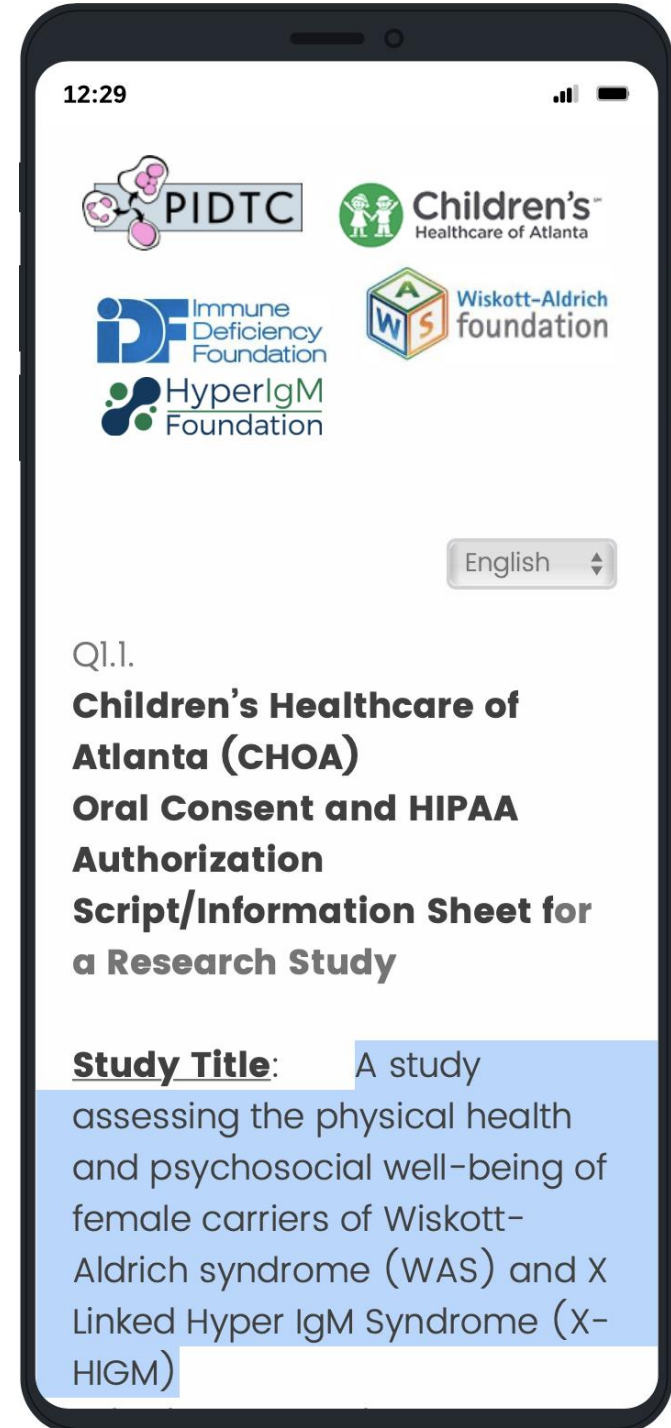 12:29
PIDTC
Children's℠
Healthcare of Atlanta
Immune
Deficiency
Foundation
IDF
A
W S
Wiskott-Aldrich
foundation
HyperIgM
Foundation
English
Q1.1.
Children's Healthcare of
Atlanta (CHOA)
Oral Consent and HIPAA
Authorization
Script/Information Sheet for
a Research Study
Study Title: A study
assessing the physical health
and psychosocial well-being of
female carriers of Wiskott-
Aldrich syndrome (WAS) and X
Linked Hyper IgM Syndrome (X-
HIGM)